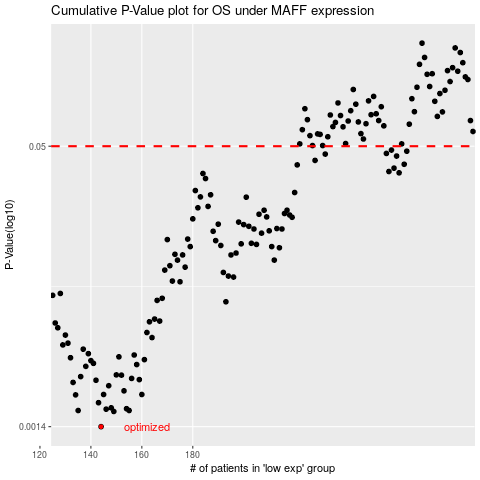 Cumulative P-Value plot for OS under MAFF expression
P-Value(log10)
0.05
0.0014
optimized
120 140 160 180
# of patients in 'low exp' group